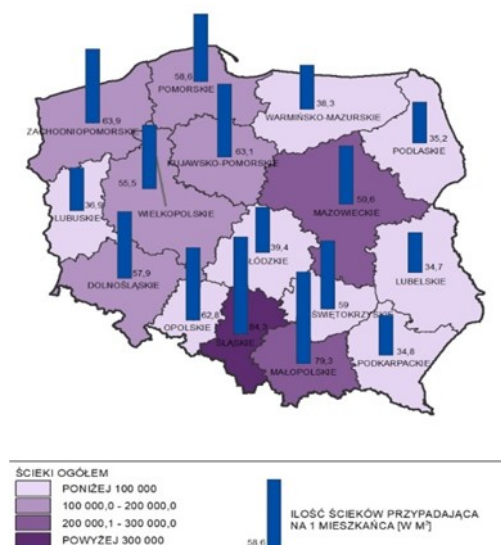 58,6
POMORSKIE
38,3
WARMIŃSKO-MAZURSKIE
63,9
ZACHODNIOPOMORSKIE
35,2
PODLASKIE
63,1
KUJAWSKO-POMORSKIE
55,5
WIELKOPOLSKIE
36,9
LUBUSKIE
50,6
MAZOWIECKIE
39,4
ŁÓDZKIE
57,9
DOLNOŚLĄSKIE
34,7
LUBELSKIE
62,8
OPOLSKIE
59
ŚWIĘTOKRZYSKIE
84,3
ŚLĄSKIE
79,3
MAŁOPOLSKIE
34,8
PODKARPACKIE
ŚCIEKI OGÓŁEM
PONIŻEJ 100 000
100 000,0 - 200 000,0
200 000,1 - 300 000,0
POWYŻEJ 300 000
ILOŚĆ ŚCIEKÓW PRZYPADAJĄCA
NA 1 MIESZKAŃCA [W M³]
58,6